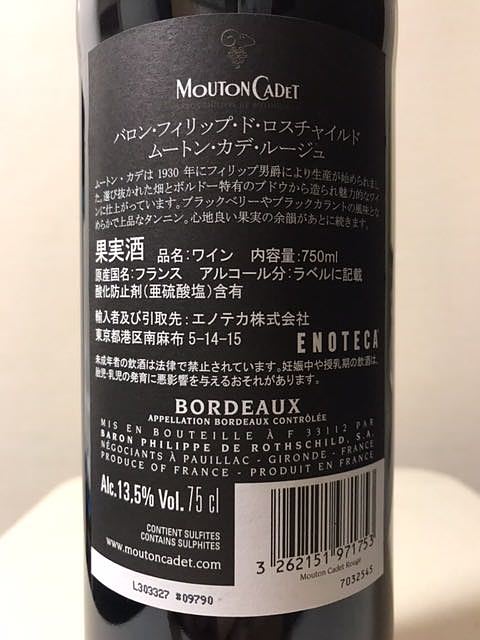 MOUTON CADET
バロン・フィリップ・ド・ロスチャイルド
ムートン・カデ・ルージュ
ムートン・カデは 1930 年にフィリップ男爵により生産が始められまし
た。選び抜かれた畑とボルドー特有のブドウから造られ魅力的なワイ
ンに仕上がっています。ブラックベリーやブラックカラントの風味とな
めらかで上品なタンニン。心地良い果実の余韻があとに続きます。
果実酒 品名：ワイン 内容量：750ml
原産国名：フランス アルコール分：ラベルに記載
酸化防止剤（亜硫酸塩）含有
輸入者及び引取先：エノテカ株式会社
東京都港区南麻布 5-14-15
ENOTECA
未成年者の飲酒は法律で禁止されています。妊娠中や授乳期の飲酒は、
胎児・乳児の発育に悪影響を与えるおそれがあります。
BORDEAUX
APPELLATION BORDEAUX CONTRÔLÉE
MIS EN BOUTEILLE À F 33112 PAR
BARON PHILIPPE DE ROTHSCHILD, S.A.
NÉGOCIANTS À PAUILLAC - GIRONDE - FRANCE
PRODUCE OF FRANCE - PRODUIT EN FRANCE
Alc.13,5% Vol. 75 cl
CONTIENT SULFITES
CONTAINS SULPHITES
www.moutoncadet.com
3 262151 971753
Mouton Cadet Rouge
7032545
L303327 #09790